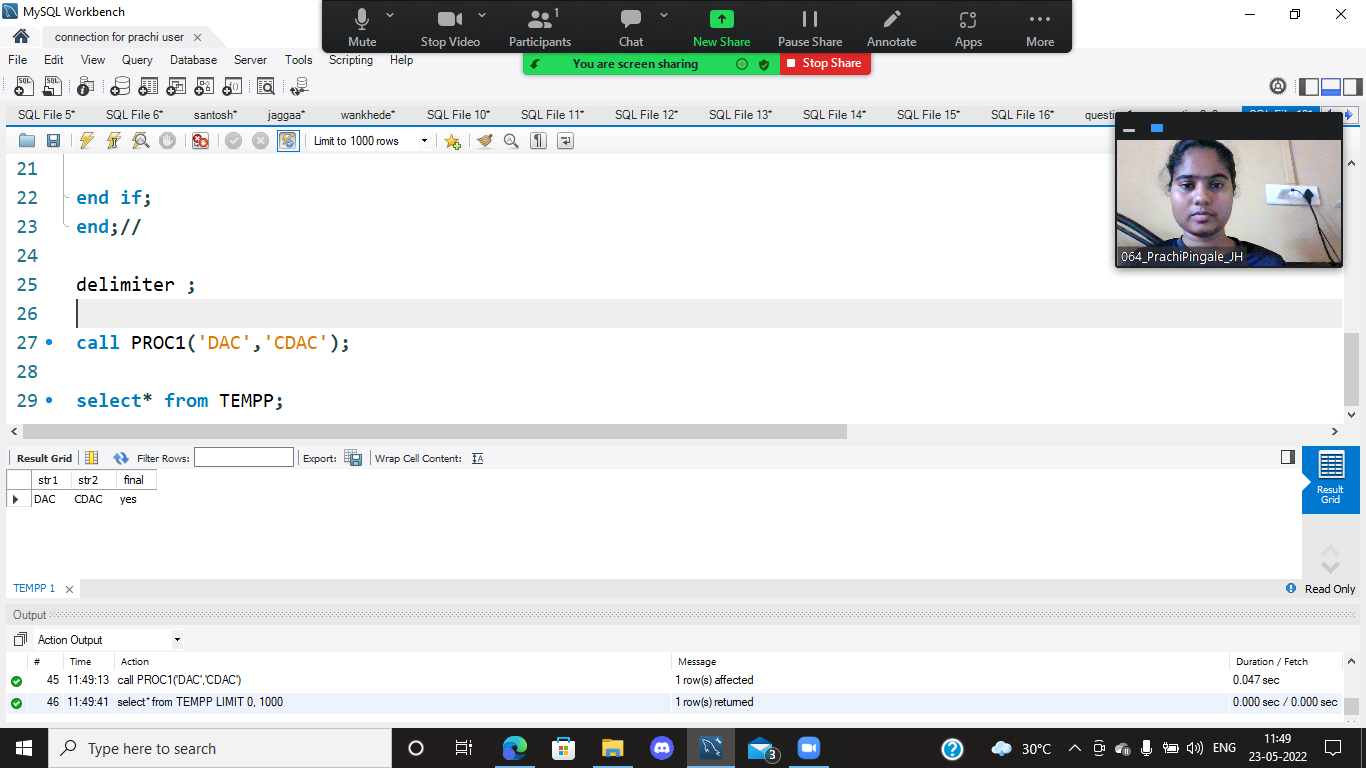 MySQL Workbench
connection for prachi user
Mute
Stop Video
1
Participants
Chat
New Share
Pause Share
Annotate
Apps
More
You are screen sharing
Stop Share
File Edit View Query Database Server Tools Scripting Help
SQL File 5* SQL File 6* santosh* jaggaa* wankhede* SQL File 10* SQL File 11* SQL File 12* SQL File 13* SQL File 14* SQL File 15* SQL File 16*
Limit to 1000 rows
21
22 end if;
23 end;//
24
25 delimiter ;
26
27 call PROC1('DAC','CDAC');
28
29 select* from TEMPP;
064_PrachiPingale_JH
Result Grid Filter Rows: Export: Wrap Cell Content:
str1 str2 final
DAC CDAC yes
Result
Grid
TEMPP 1
Read Only
Output
Action Output
# Time Action Message Duration / Fetch
45 11:49:13 call PROC1('DAC','CDAC') 1 row(s) affected 0.047 sec
46 11:49:41 select* from TEMPP LIMIT 0, 1000 1 row(s) returned 0.000 sec / 0.000 sec
Type here to search
3
30°C
ENG
11:49
23-05-2022